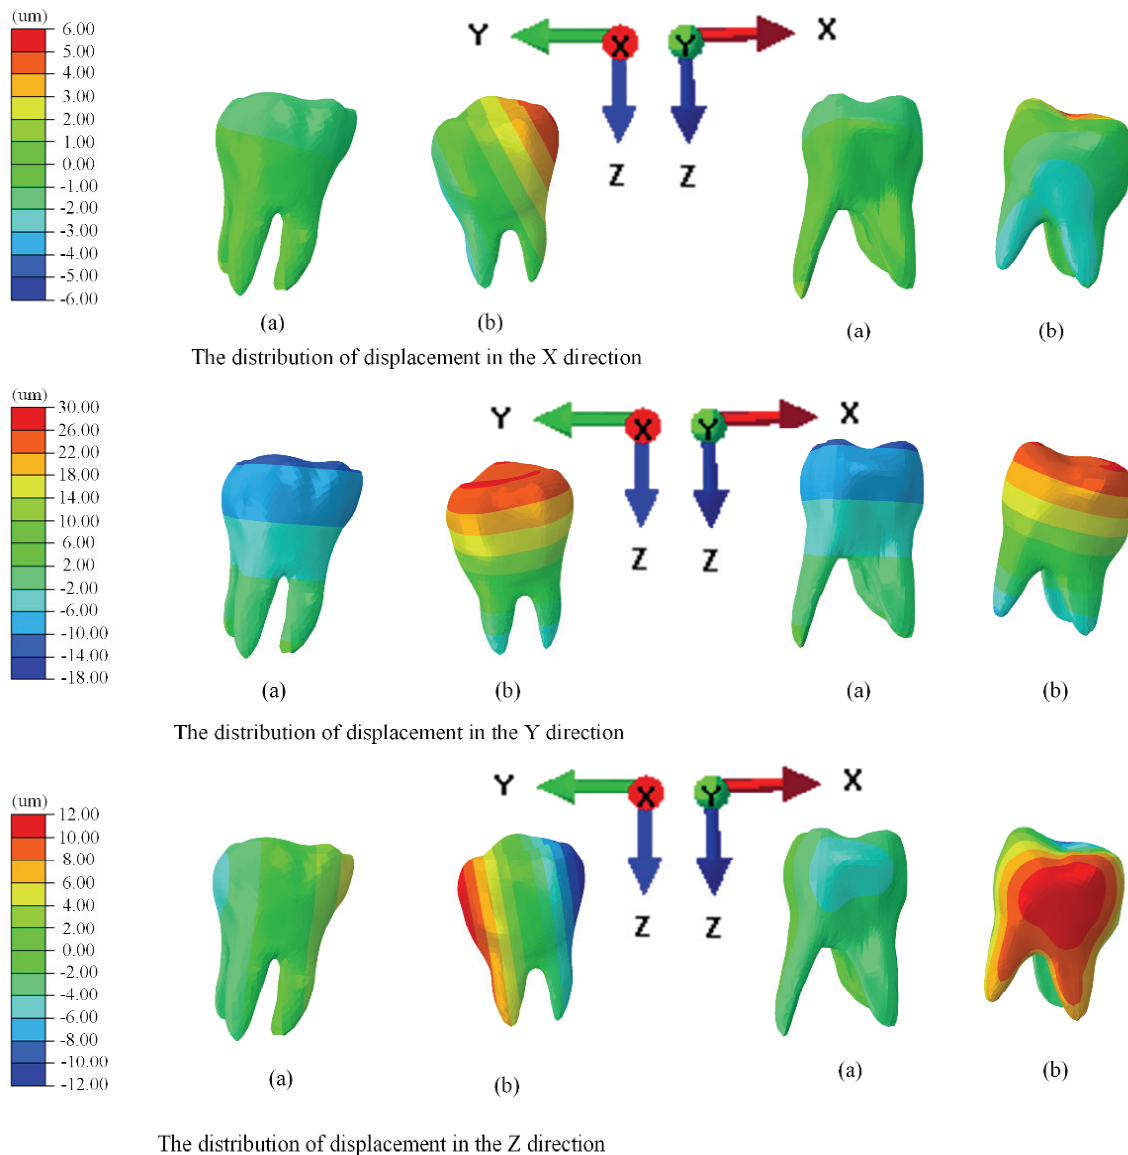 (um)
6.00
5.00
4.00
3.00
2.00
1.00
0.00
-1.00
-2.00
-3.00
-4.00
-5.00
-6.00
Y X Y X
Z Z
(a) (b) (a) (b)
The distribution of displacement in the X direction
(um)
30.00
26.00
22.00
18.00
14.00
10.00
6.00
2.00
-2.00
-6.00
-10.00
-14.00
-18.00
Y X Y X
Z Z
(a) (b) (a) (b)
The distribution of displacement in the Y direction
(um)
12.00
10.00
8.00
6.00
4.00
2.00
0.00
-2.00
-4.00
-6.00
-8.00
-10.00
-12.00
Y X Y X
Z Z
(a) (b) (a) (b)
The distribution of displacement in the Z direction